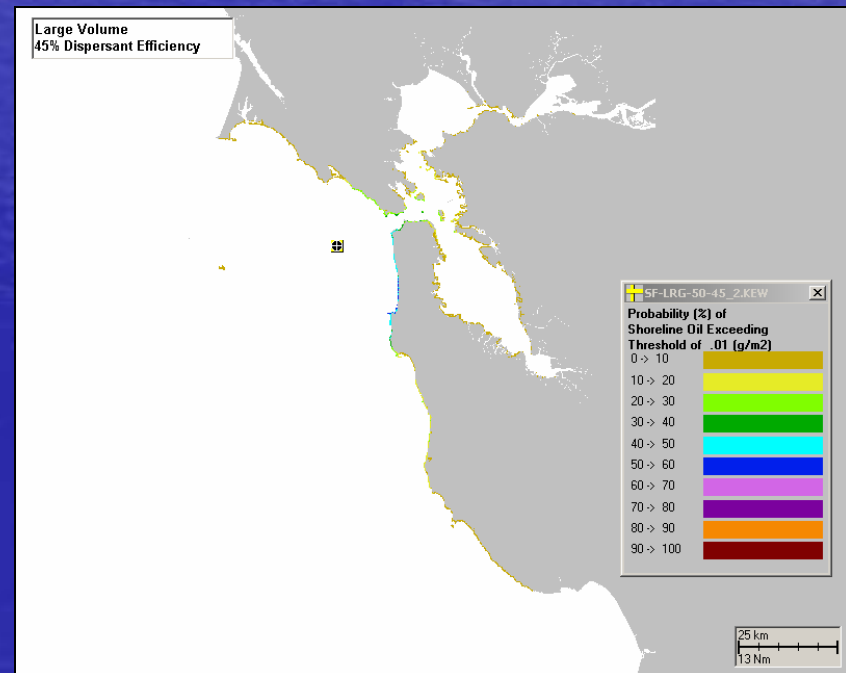 Large Volume
45% Dispersant Efficiency
SF-LRG-50-45_2.KEW
Probability (%) of
Shoreline Oil Exceeding
Threshold of .01 (g/m2)
0 -> 10
10 -> 20
20 -> 30
30 -> 40
40 -> 50
50 -> 60
60 -> 70
70 -> 80
80 -> 90
90 -> 100
25 km
13 Nm